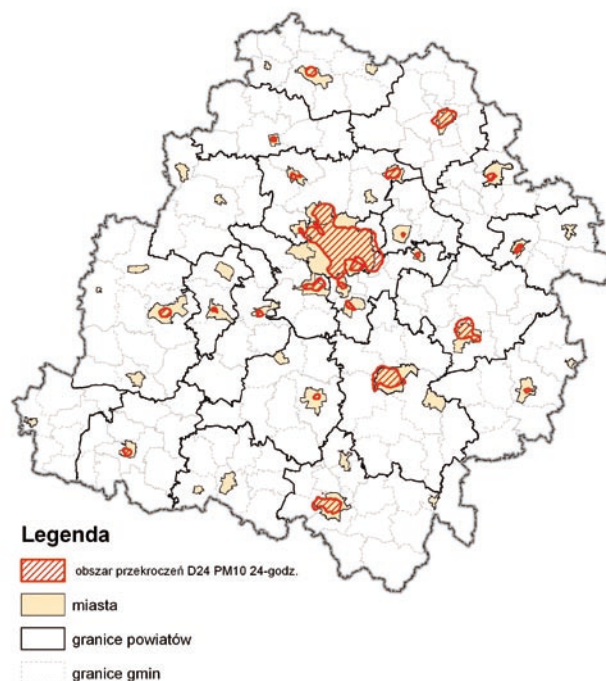 Legenda
obszar przekroczeń D24 PM10 24-godz.
miasta
granice powiatów
granice gmin